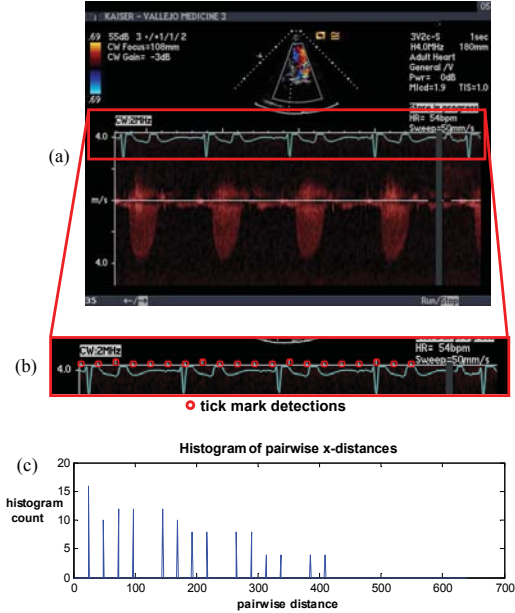 05
KAISER - VALLEJO MEDICINE 3
.69 55dB 3 ·/+1/1/2 3V2c-S 1sec
CW Focus=108mm H4.0MHz 180mm
CW Gain= -3dB Adult Heart
General /V
Pwr= 0dB
.69 MIcd=1.9 TIS=1.0
CW:2MHz
HR= 54bpm
Sweep=50mm/s
(a) 4.0
m/s
4.0
35 ←/→ Run/Stop
(b) CW:2MHz HR= 54bpm
Sweep=50mm/s
4.0
tick mark detections
(c) Histogram of pairwise x-distances
histogram count
20
15
10
5
0
0 100 200 300 400 500 600 700
pairwise distance